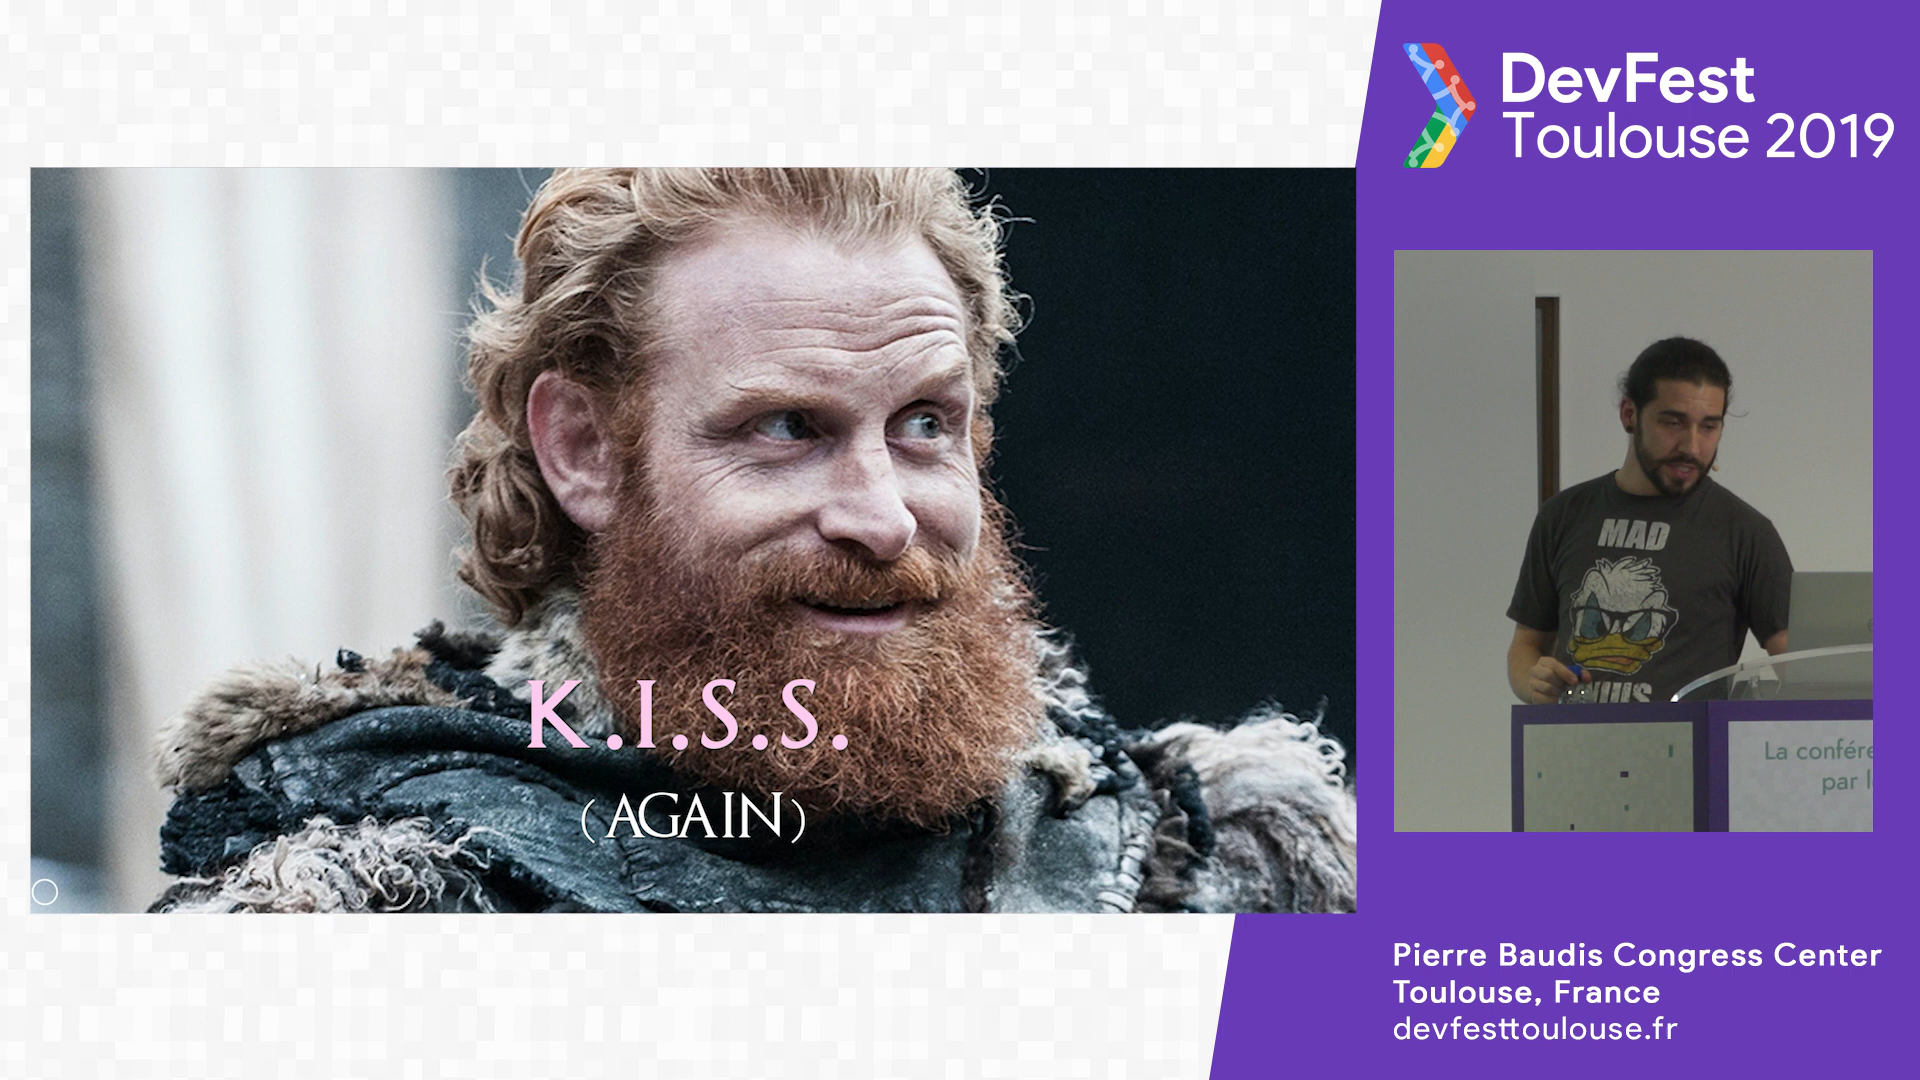 DevFest
Toulouse 2019
K.I.S.S.
(AGAIN)
MAD
La confére
par l
Pierre Baudis Congress Center
Toulouse, France
devfesttoulouse.fr